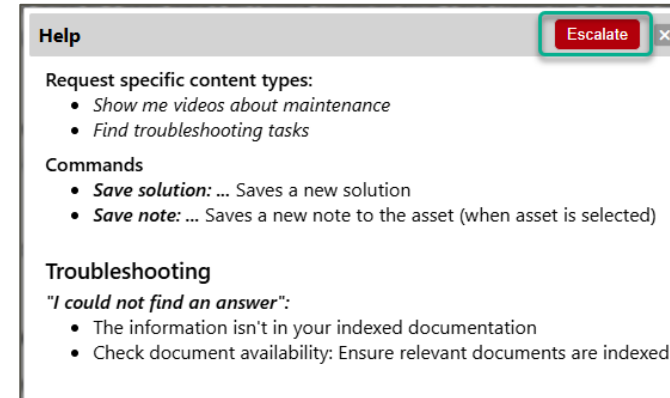 Help
Escalate
Request specific content types:
• Show me videos about maintenance
• Find troubleshooting tasks
Commands
• Save solution: ... Saves a new solution
• Save note: ... Saves a new note to the asset (when asset is selected)
Troubleshooting
"I could not find an answer":
• The information isn't in your indexed documentation
• Check document availability: Ensure relevant documents are indexed